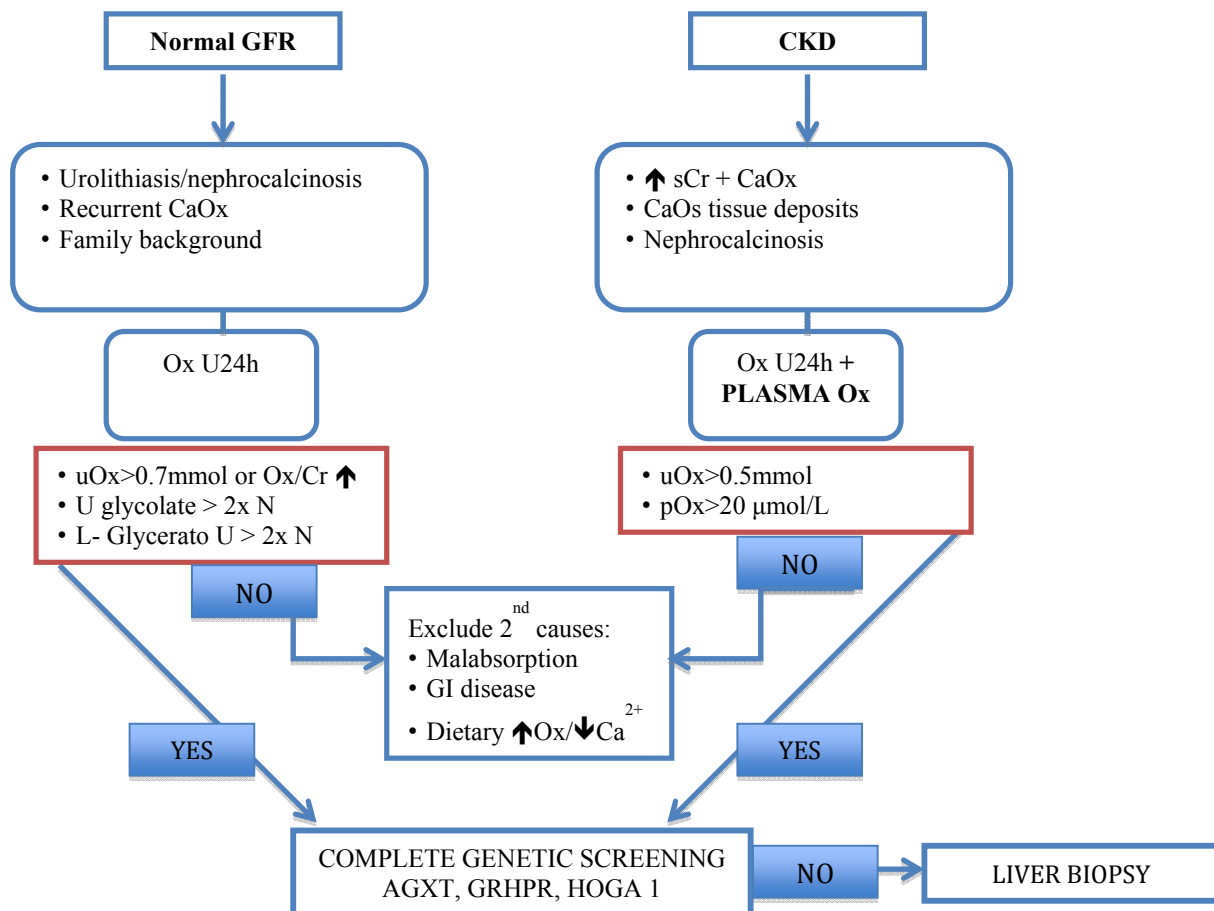 Normal GFR
CKD
• Urolithiasis/nephrocalcinosis
• Recurrent CaOx
• Family background
• 🡹 sCr + CaOx
• CaOs tissue deposits
• Nephrocalcinosis
Ox U24h
Ox U24h +
PLASMA Ox
• uOx>0.7mmol or Ox/Cr 🡹
• U glycolate > 2x N
• L- Glycerato U > 2x N
• uOx>0.5mmol
• pOx>20 μmol/L
NO
NO
Exclude 2nd causes:
• Malabsorption
• GI disease
• Dietary 🡹Ox/🡻Ca2+
YES
YES
COMPLETE GENETIC SCREENING
AGXT, GRHPR, HOGA 1
NO
LIVER BIOPSY